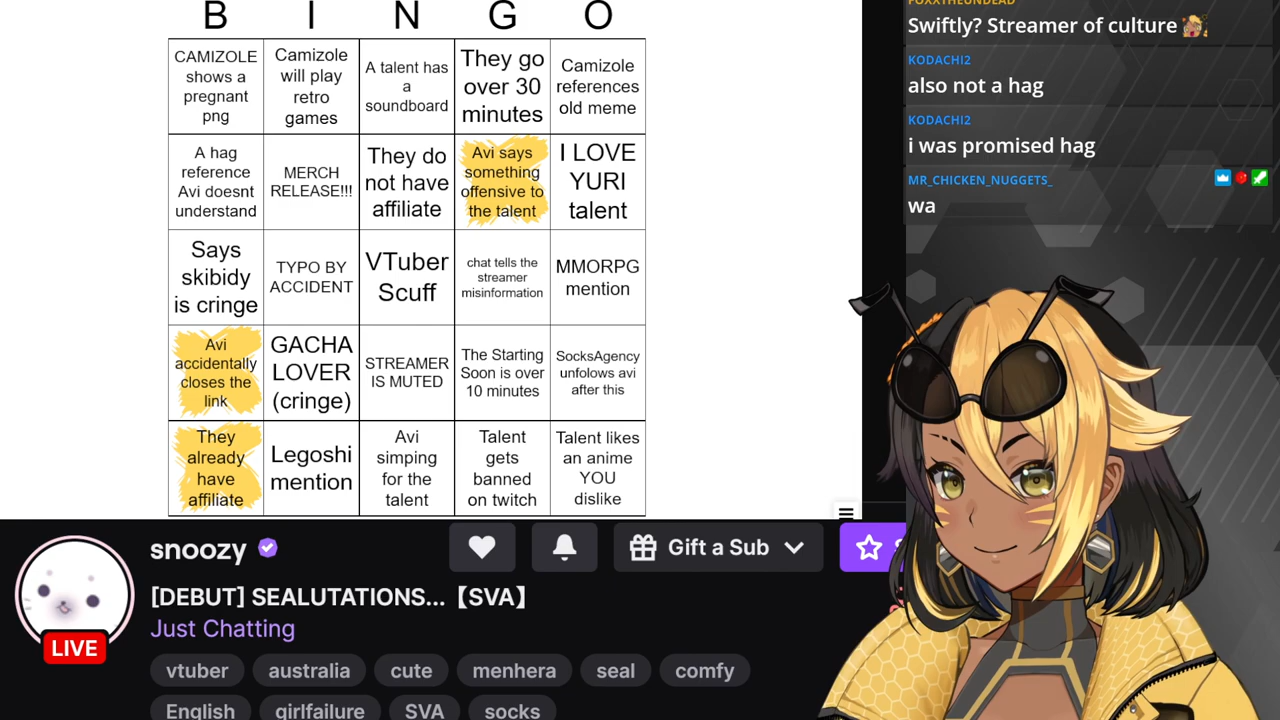 B I N G O
CAMIZOLE
shows a
pregnant
png
Camizole
will play
retro
games
A talent has
a
soundboard
They go
over 30
minutes
Camizole
references
old meme
A hag
reference
Avi doesnt
understand
MERCH
RELEASE!!!
They do
not have
affiliate
Avi says
something
offensive to
the talent
I LOVE
YURI
talent
Says
skibidy
is cringe
TYPO BY
ACCIDENT
VTuber
Scuff
chat tells the
streamer
misinformation
MMORPG
mention
Avi
accidentally
closes the
link
GACHA
LOVER
(cringe)
STREAMER
IS MUTED
The Starting
Soon is over
10 minutes
SocksAgency
unfolows avi
after this
They
already
have
affiliate
Legoshi
mention
Avi
simping
for the
talent
Talent
gets
banned
on twitch
Talent likes
an anime
YOU
dislike
FOXXTHEUNDEAD
Swiftly? Streamer of culture
KODACHI2
also not a hag
KODACHI2
i was promised hag
MR_CHICKEN_NUGGETS_
wa
snoozy
Gift a Sub
LIVE
[DEBUT] SEALUTATIONS...【SVA】
Just Chatting
vtuber australia cute menhera seal comfy
English girlfailure SVA socks